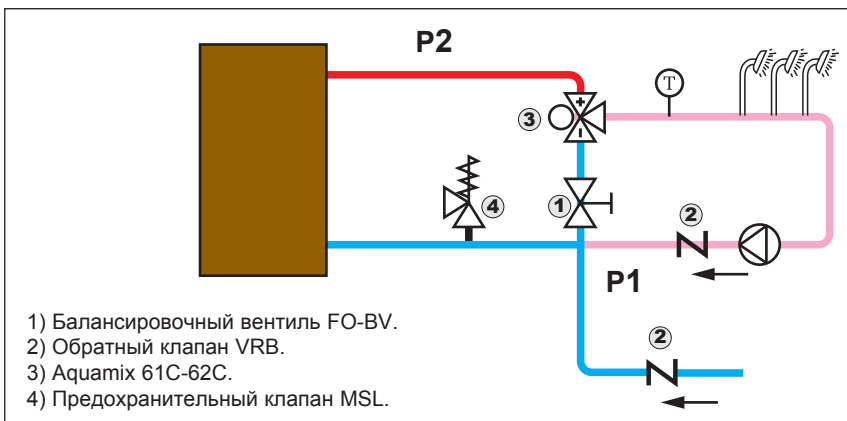 P2
T
3
+
-
4
1
2
P1
2
1) Балансировочный вентиль FO-BV.
2) Обратный клапан VRB.
3) Aquamix 61C-62C.
4) Предохранительный клапан MSL.